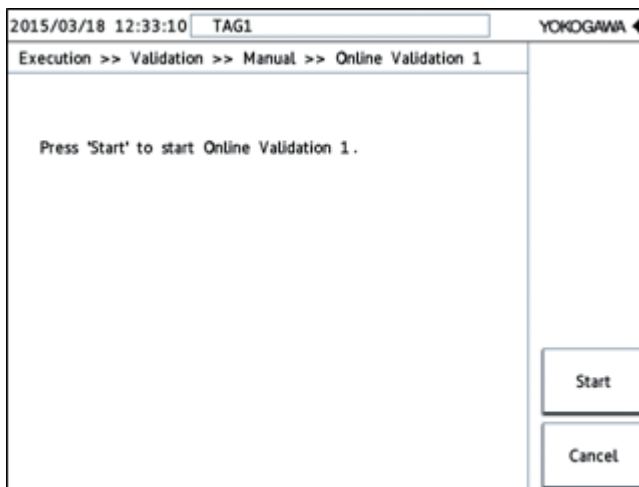 2015/03/18 12:33:10 TAG1 YOKOGAWA
Execution >> Validation >> Manual >> Online Validation 1
Press 'Start' to start Online Validation 1.
Start
Cancel